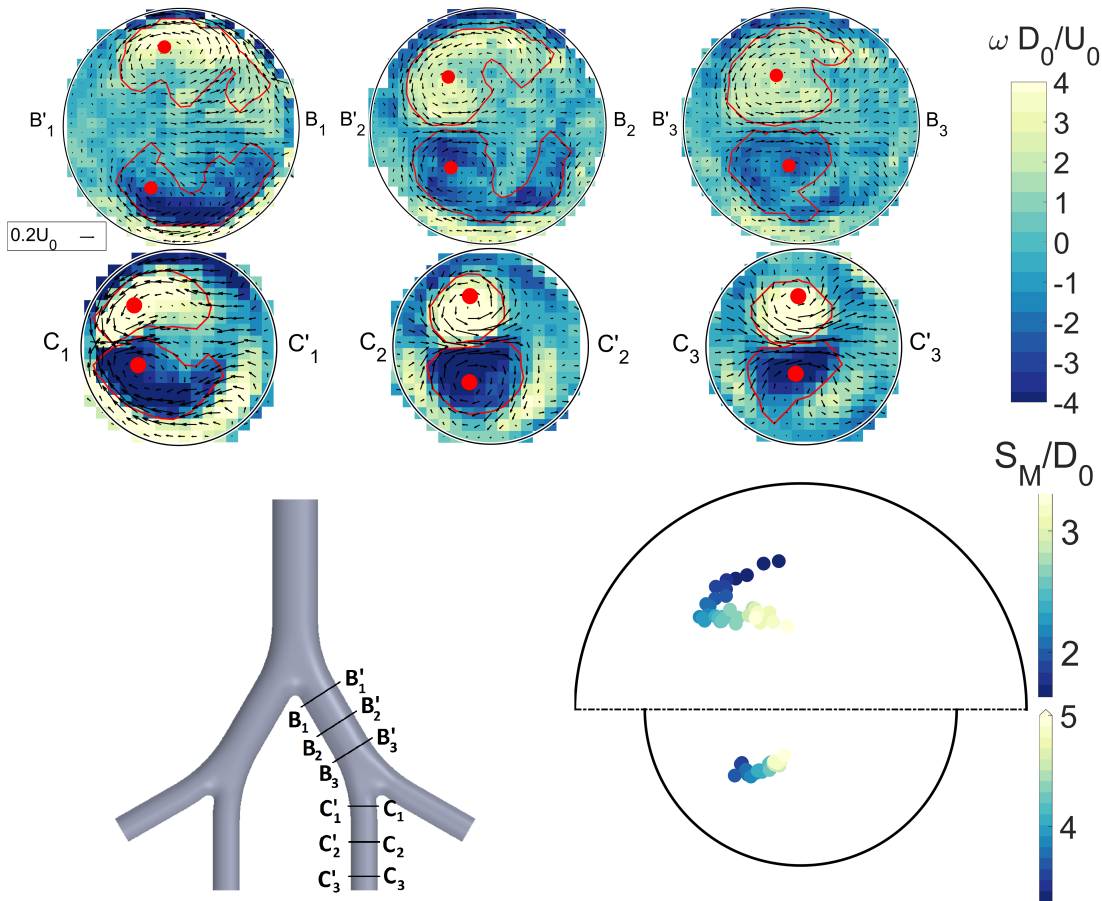 ω D₀/U₀
B'₁ B₁ B'₂ B₂ B'₃ B₃
4
3
2
1
0
-1
-2
-3
-4
0.2U₀
C₁ C'₁ C₂ C'₂ C₃ C'₃
S_M/D₀
3
2
5
4
B'₁
B₁
B'₂
B₂
B'₃
B₃
C'₁ C₁
C'₂ C₂
C'₃ C₃